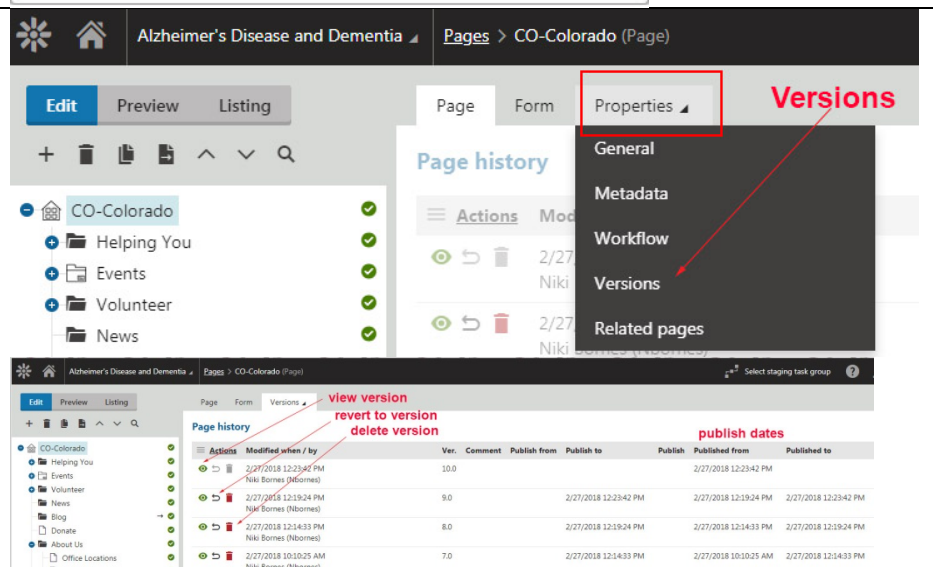 Alzheimer's Disease and Dementia Pages > CO-Colorado (Page)
Edit Preview Listing
Page Form Properties
Versions
General
Metadata
Workflow
Versions
Related pages
Page history
Actions Mod
2/27
Niki
2/27
Niki Bornes (Nbornes)
CO-Colorado
Helping You
Events
Volunteer
News
Alzheimer's Disease and Dementia Pages > CO-Colorado (Page) Select staging task group ?
Edit Preview Listing
Page Form Versions
view version
revert to version
delete version
publish dates
Page history
Actions Modified when / by Ver. Comment Publish from Publish to Publish Published from Published to
2/27/2018 12:23:42 PM 10.0 2/27/2018 12:23:42 PM
Niki Bornes (Nbornes)
2/27/2018 12:19:24 PM 9.0 2/27/2018 12:23:42 PM 2/27/2018 12:19:24 PM 2/27/2018 12:23:42 PM
Niki Bornes (Nbornes)
2/27/2018 12:14:33 PM 8.0 2/27/2018 12:19:24 PM 2/27/2018 12:14:33 PM 2/27/2018 12:19:24 PM
Niki Bornes (Nbornes)
2/27/2018 10:10:25 AM 7.0 2/27/2018 12:14:33 PM 2/27/2018 10:10:25 AM 2/27/2018 12:14:33 PM
Niki Bornes (Nbornes)
CO-Colorado
Helping You
Events
Volunteer
News
Blog
Donate
About Us
Office Locations